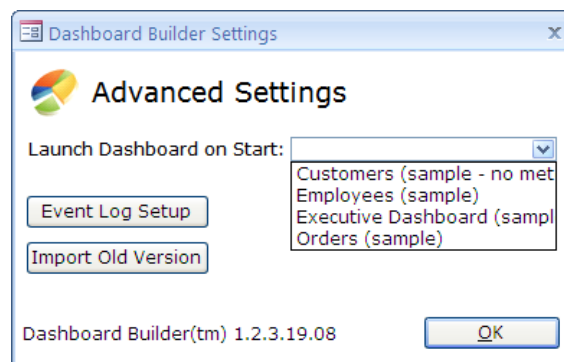 Dashboard Builder Settings
x
Advanced Settings
Launch Dashboard on Start:
Customers (sample - no met
Employees (sample)
Executive Dashboard (sampl
Orders (sample)
Event Log Setup
Import Old Version
Dashboard Builder(tm) 1.2.3.19.08
OK